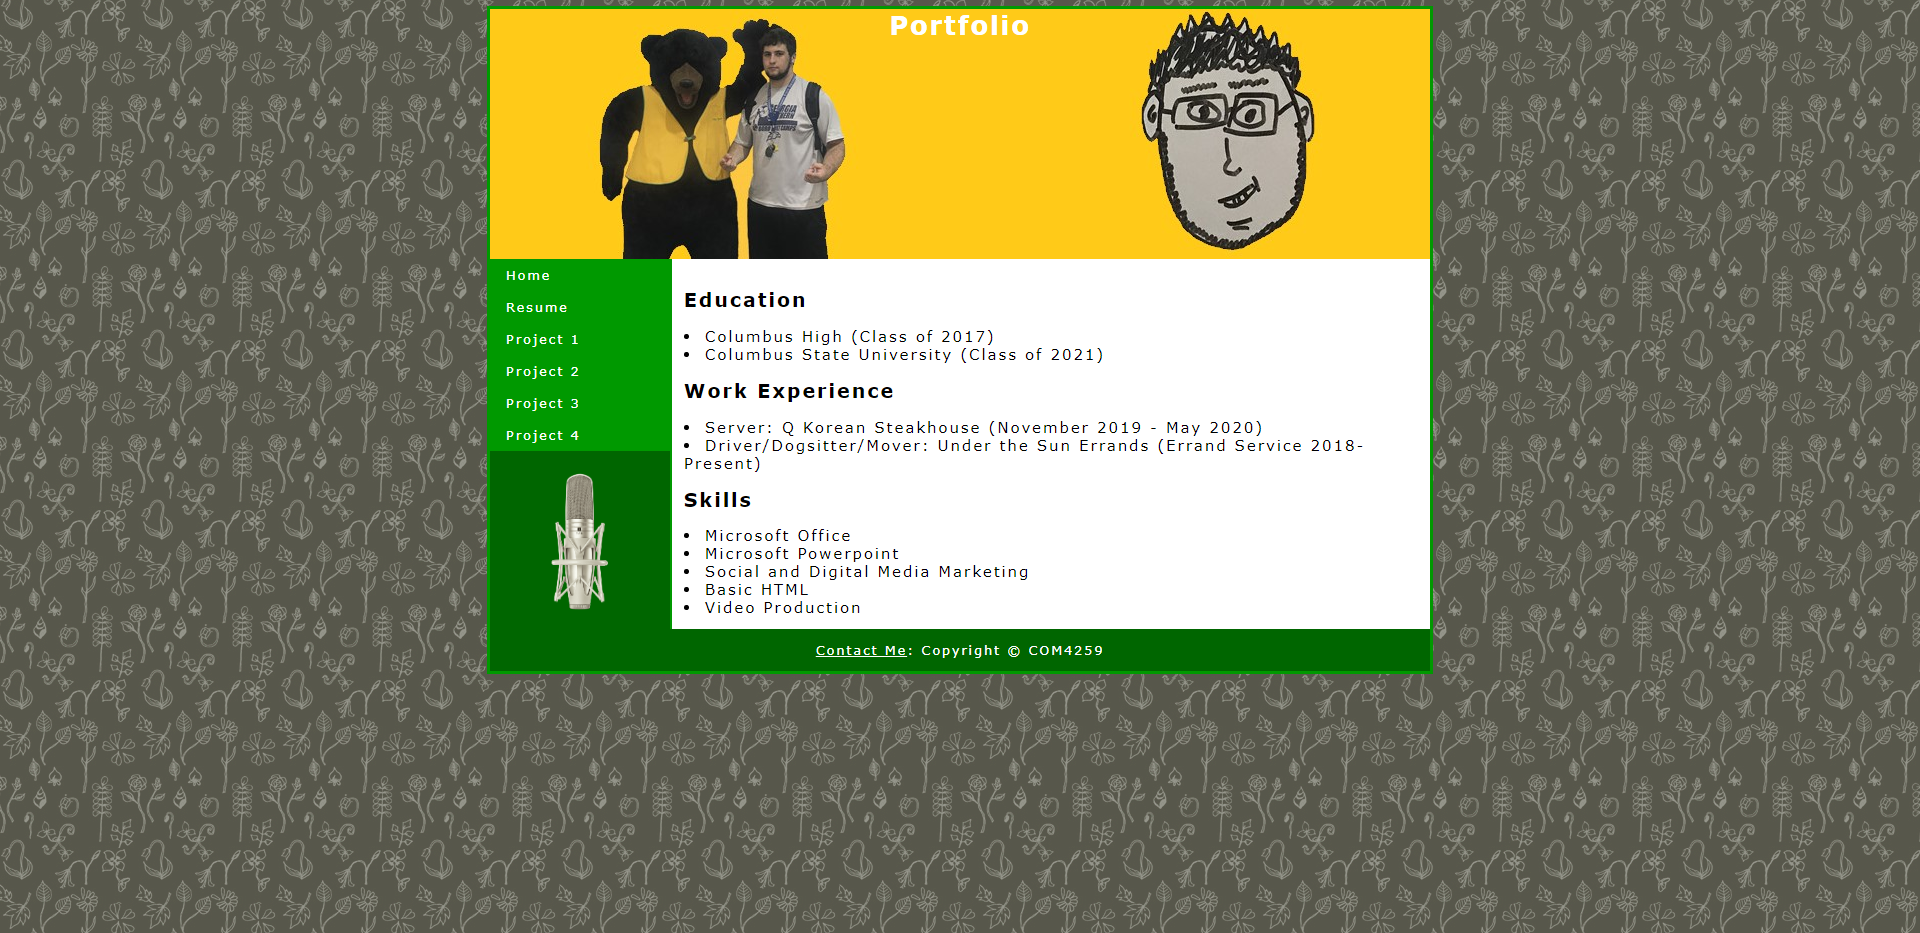 Portfolio
GEORGIA
SOUTHERN
Home
Resume
Project 1
Project 2
Project 3
Project 4
Education
• Columbus High (Class of 2017)
• Columbus State University (Class of 2021)
Work Experience
• Server: Q Korean Steakhouse (November 2019 - May 2020)
• Driver/Dogsitter/Mover: Under the Sun Errands (Errand Service 2018-
Present)
Skills
• Microsoft Office
• Microsoft Powerpoint
• Social and Digital Media Marketing
• Basic HTML
• Video Production
Contact Me: Copyright © COM4259